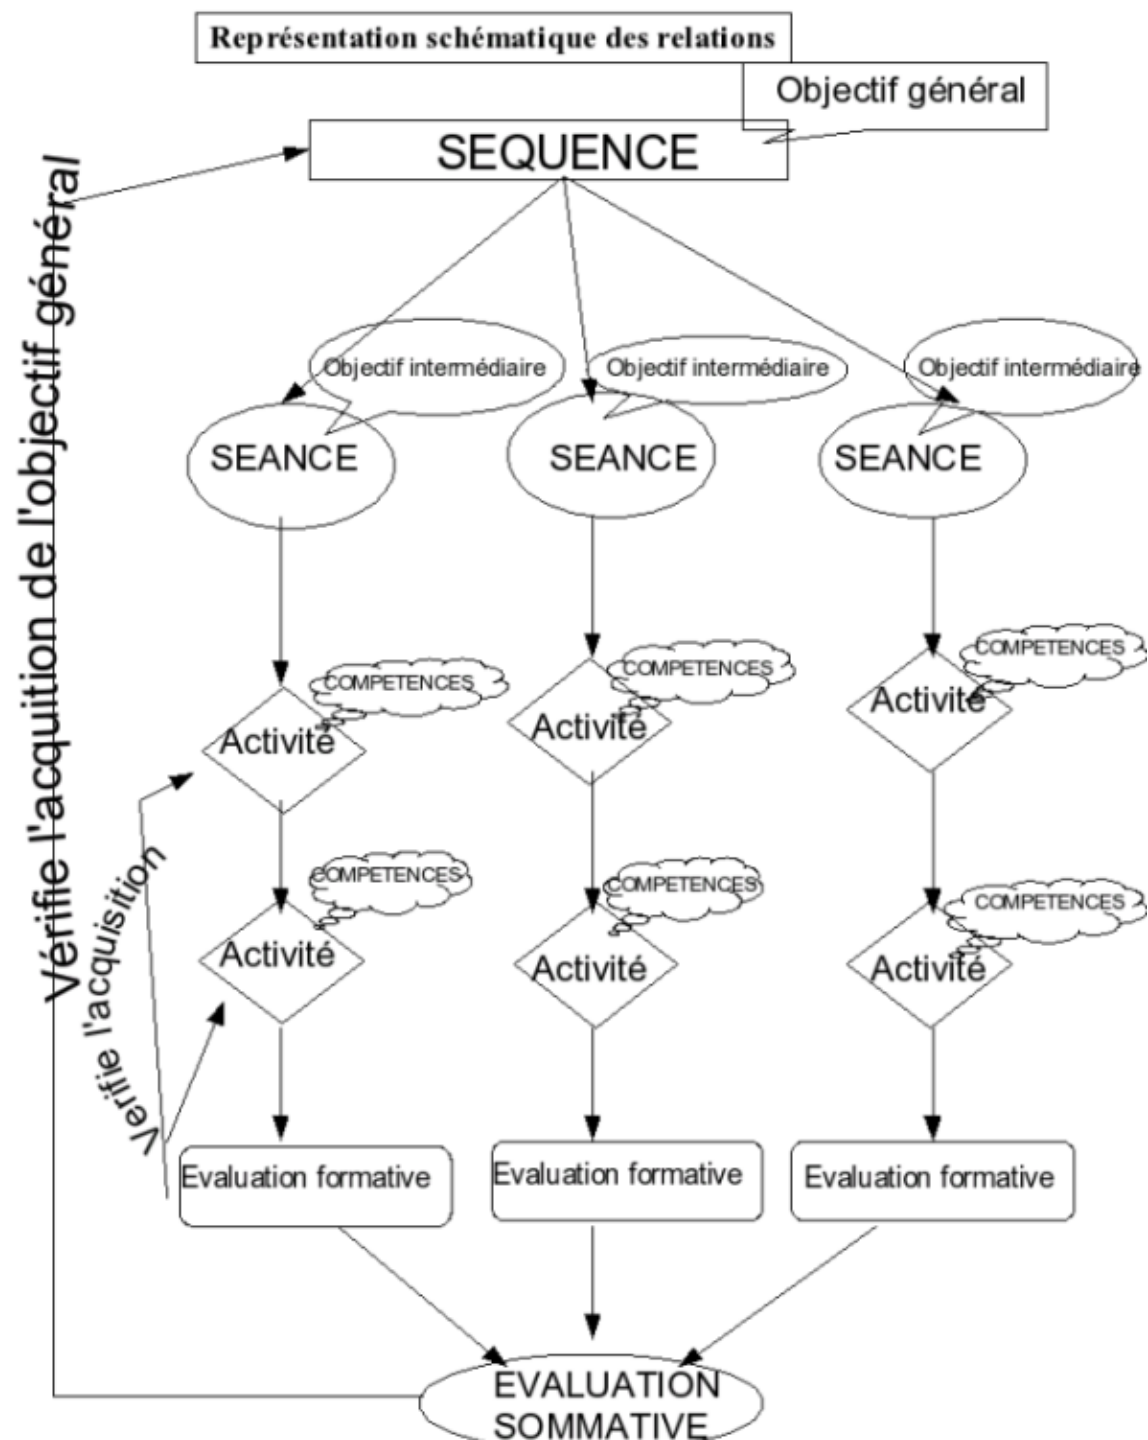 Représentation schématique des relations
Objectif général
SEQUENCE
Vérifie l'acquition de l'objectif général
Objectif intermédiaire
Objectif intermédiaire
Objectif intermédiaire
SEANCE
SEANCE
SEANCE
COMPETENCES
COMPETENCES
COMPETENCES
Activité
Activité
Activité
Verifie l'acquisition
COMPETENCES
COMPETENCES
COMPETENCES
Activité
Activité
Activité
Evaluation formative
Evaluation formative
Evaluation formative
EVALUATION
SOMMATIVE